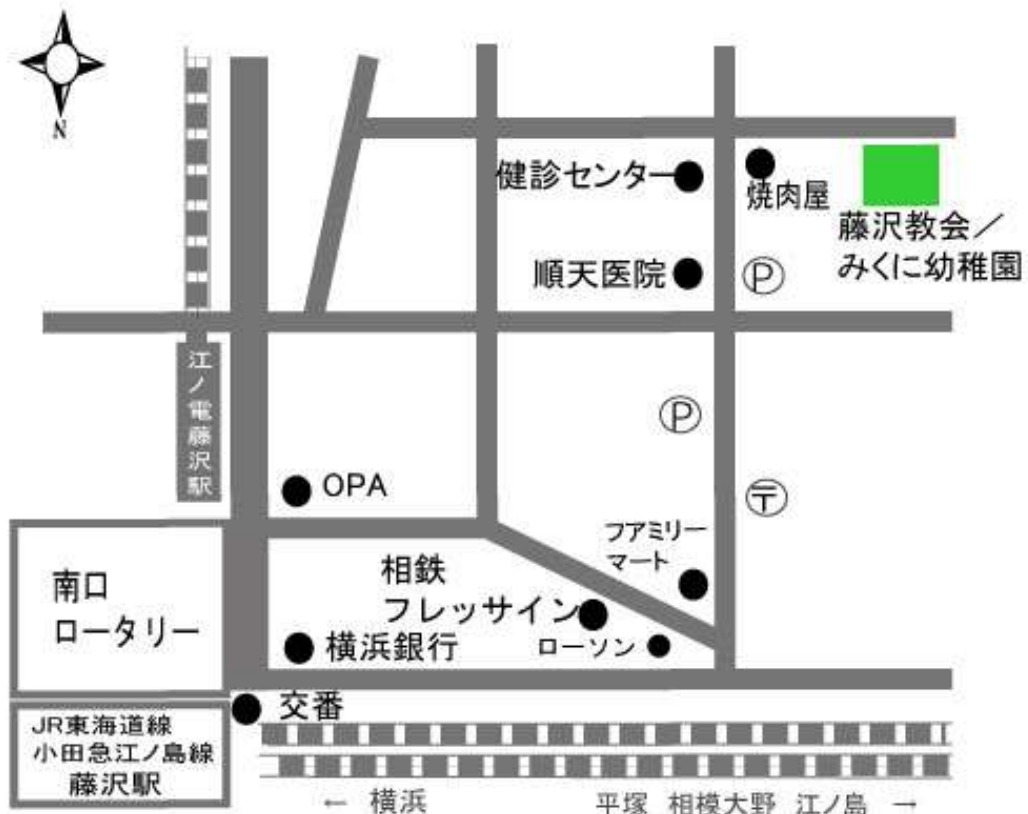 N
健診センター
焼肉屋
藤沢教会／
みくに幼稚園
順天医院
P
江ノ電藤沢駅
P
OPA
〒
フアミリー
マート
相鉄
フレッサイン
南口
ロータリー
横浜銀行
ローソン
交番
JR東海道線
小田急江ノ島線
藤沢駅
← 横浜
平塚 相模大野 江ノ島 →